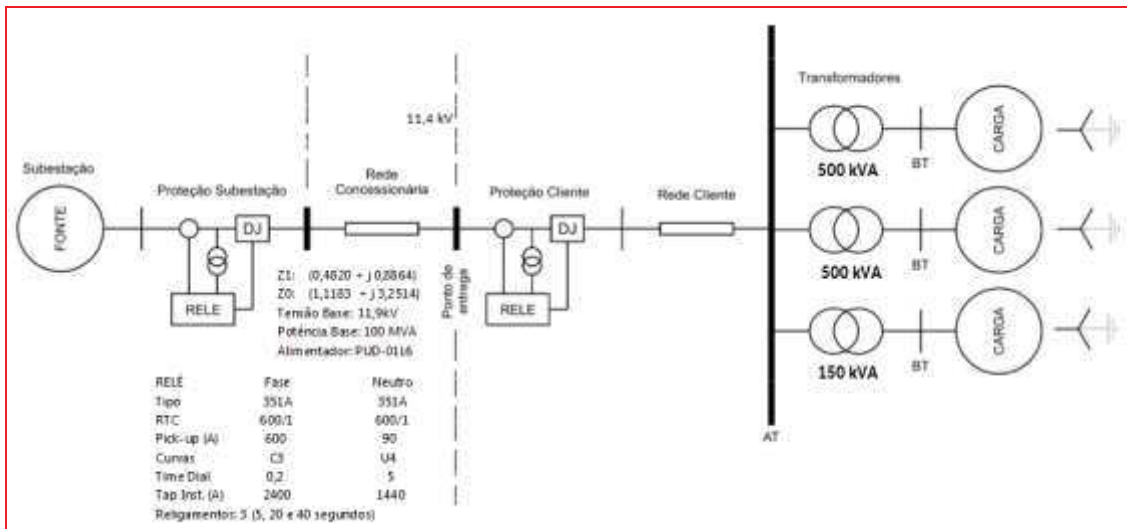 Subestação
FONTE
Proteção Subestação
DJ
RELE
Rede
Concessionária
11,4 kV
Ponto de
entrega
Proteção Cliente
DJ
RELE
Rede Cliente
AT
Transformadores
500 kVA
BT
CARGA
500 kVA
BT
CARGA
150 kVA
BT
CARGA
Z1: (0,4820 + j 0,8864)
Z0: (1,1183 + j 3,2514)
Tensão Base: 11,9kV
Potência Base: 100 MVA
Alimentador: PUD-0116
RELÉ Fase Neutro
Tipo 351A 351A
RTC 600/1 600/1
Pick-up (A) 600 90
Curvas C3 U4
Time Dial 0,2 5
Tap Inst. (A) 2400 1440
Religamentos: 3 (5, 20 e 40 segundos)